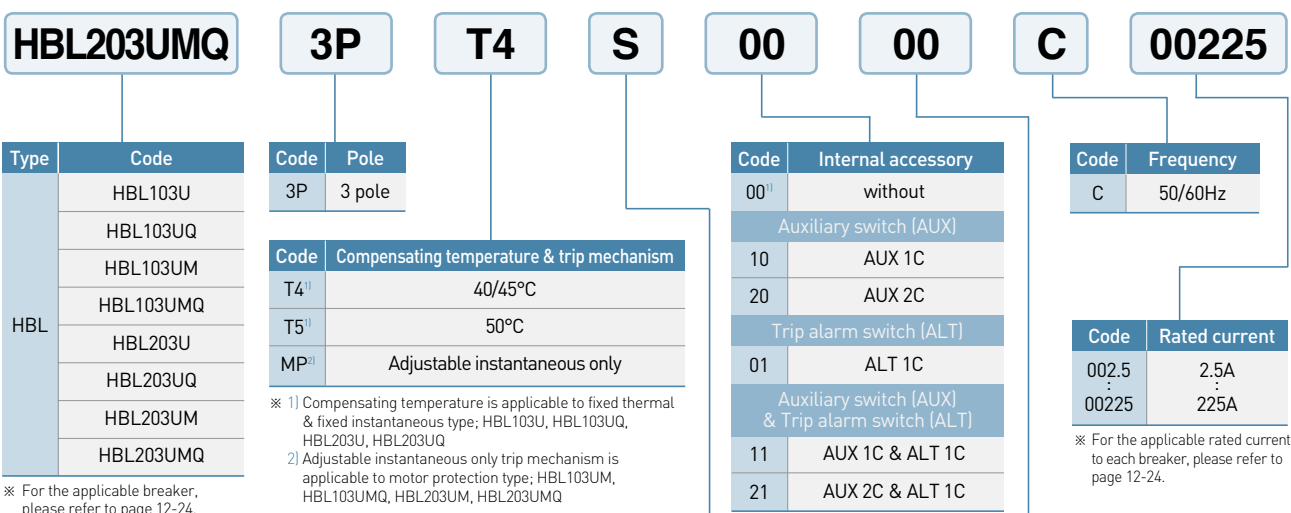 HBL203UMQ 3P T4 S 00 00 C 00225
Type Code
HBL
HBL103U
HBL103UQ
HBL103UM
HBL103UMQ
HBL203U
HBL203UQ
HBL203UM
HBL203UMQ
※ For the applicable breaker,
please refer to page 12-24.
Code Pole
3P 3 pole
Code Compensating temperature & trip mechanism
T4¹⁾ 40/45°C
T5¹⁾ 50°C
MP²⁾ Adjustable instantaneous only
※ 1) Compensating temperature is applicable to fixed thermal
& fixed instantaneous type; HBL103U, HBL103UQ,
HBL203U, HBL203UQ
2) Adjustable instantaneous only trip mechanism is
applicable to motor protection type; HBL103UM,
HBL103UMQ, HBL203UM, HBL203UMQ
Code Internal accessory
00¹⁾ without
Auxiliary switch (AUX)
10 AUX 1C
20 AUX 2C
Trip alarm switch (ALT)
01 ALT 1C
Auxiliary switch (AUX)
& Trip alarm switch (ALT)
11 AUX 1C & ALT 1C
21 AUX 2C & ALT 1C
Code Frequency
C 50/60Hz
Code Rated current
002.5 2.5A
: :
00225 225A
※ For the applicable rated current
to each breaker, please refer to
page 12-24.